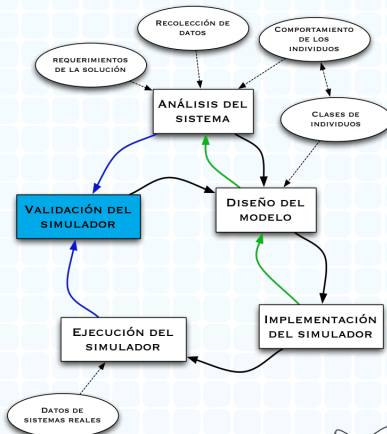 RECOLECCIÓN DE
DATOS
COMPORTAMIENTO
DE LOS
INDIVIDUOS
REQUERIMIENTOS
DE LA SOLUCIÓN
ANÁLISIS DEL
SISTEMA
CLASES DE
INDIVIDUOS
VALIDACIÓN DEL
SIMULADOR
DISEÑO DEL
MODELO
EJECUCIÓN DEL
SIMULADOR
IMPLEMENTACIÓN
DEL SIMULADOR
DATOS DE
SISTEMAS REALES